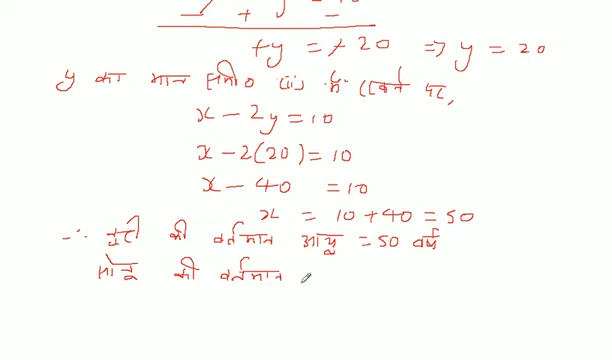 +y = +20 ⇒ y = 20
y का मान समी० (ii) में रखने पर,
x - 2y = 10
x - 2(20) = 10
x - 40 = 10
x = 10 + 40 = 50
∴ नूरी की वर्तमान आयु = 50 वर्ष
सोनू की वर्तमान